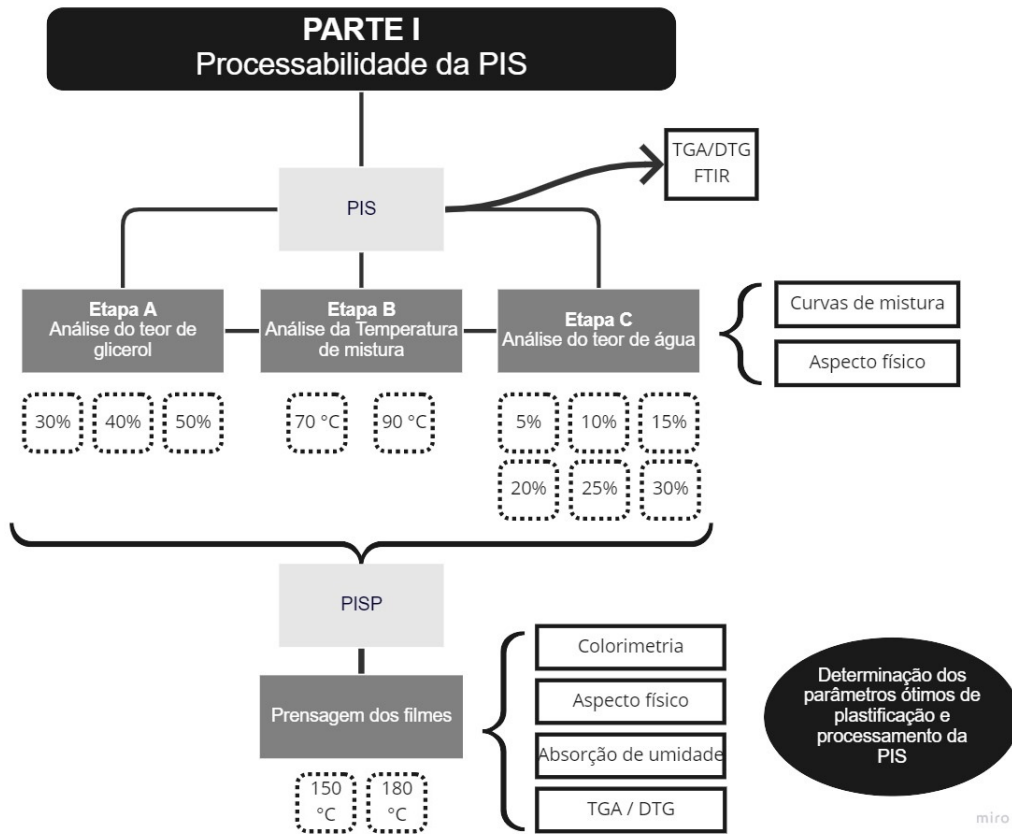 PARTE I
Processabilidade da PIS
TGA/DTG
FTIR
PIS
Etapa A
Análise do teor de
glicerol
Etapa B
Análise da Temperatura
de mistura
Etapa C
Análise do teor de água
Curvas de mistura
Aspecto físico
30%
40%
50%
70 °C
90 °C
5%
10%
15%
20%
25%
30%
PISP
Prensagem dos filmes
150
°C
180
°C
Colorimetria
Aspecto físico
Absorção de umidade
TGA / DTG
Determinação dos
parâmetros ótimos de
plastificação e
processamento da
PIS
miro